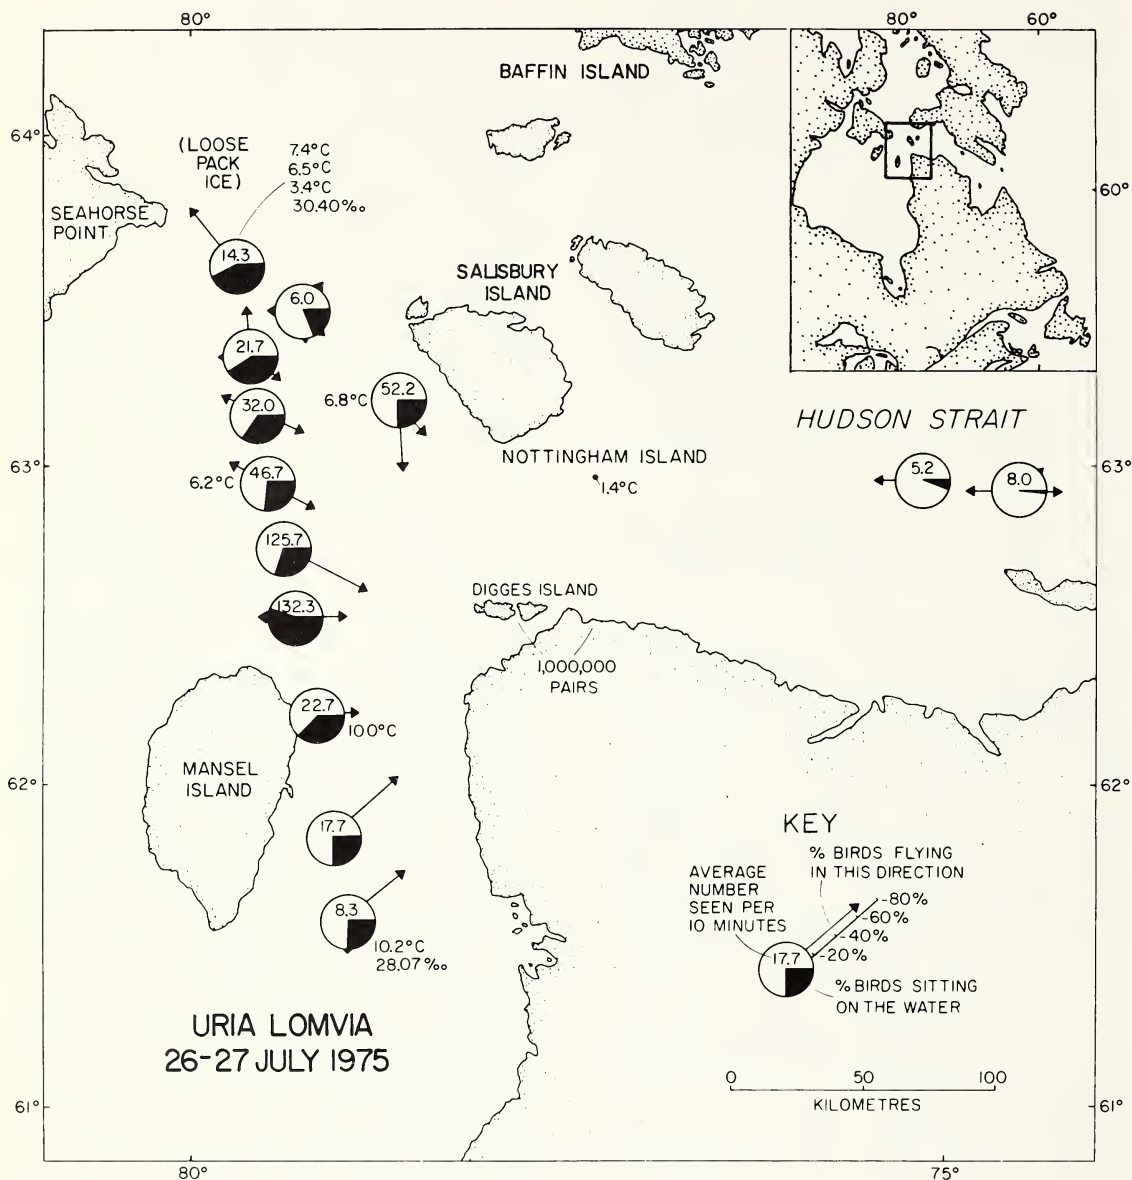 80°
80°
60°
BAFFIN ISLAND
64°
(LOOSE
PACK
ICE)
7.4°C
6.5°C
3.4°C
30.40‰
60°
SEAHORSE
POINT
14.3
SALISBURY
ISLAND
6.0
21.7
32.0
6.8°C
52.2
HUDSON STRAIT
63°
46.7
6.2°C
NOTTINGHAM ISLAND
1.4°C
5.2
8.0
63°
125.7
DIGGES ISLAND
132.3
1,000,000
PAIRS
22.7
10.0°C
MANSEL
ISLAND
62°
62°
17.7
KEY
% BIRDS FLYING
IN THIS DIRECTION
AVERAGE
NUMBER
SEEN PER
10 MINUTES
-80%
-60%
-40%
-20%
17.7
% BIRDS SITTING
ON THE WATER
8.3
10.2°C
28.07‰
URIA LOMVIA
26-27 JULY 1975
0 50 100
KILOMETRES
61°
61°
80°
75°